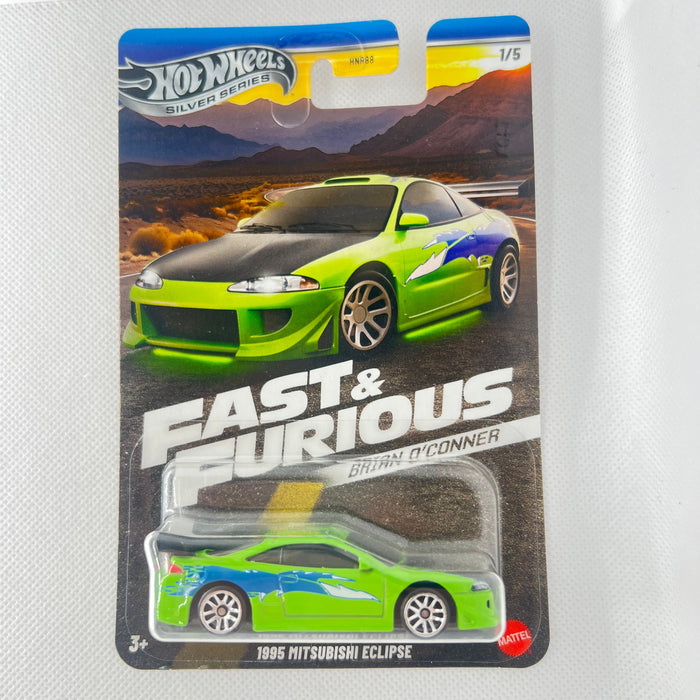 HOT WHEELS
SILVER SERIES
HNR88
1/5
FAST &
FURIOUS
BRIAN O'CONNER
3+
1995 MITSUBISHI ECLIPSE
MATTEL